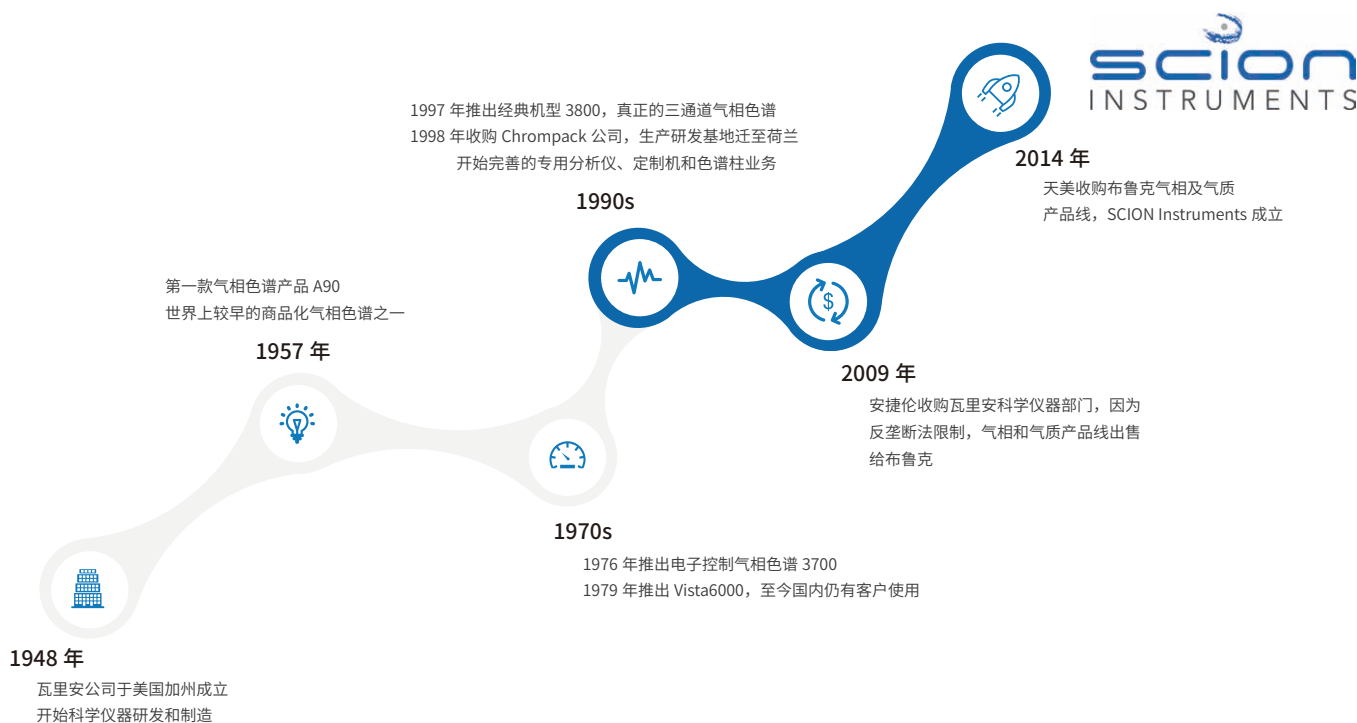 scion
INSTRUMENTS
1948 年
瓦里安公司于美国加州成立
开始科学仪器研发和制造
第一款气相色谱产品 A90
世界上较早的商品化气相色谱之一
1957 年
1970s
1976 年推出电子控制气相色谱 3700
1979 年推出 Vista6000，至今国内仍有客户使用
1997 年推出经典机型 3800，真正的三通道气相色谱
1998 年收购 Chrompack 公司，生产研发基地迁至荷兰
开始完善的专用分析仪、定制机和色谱柱业务
1990s
$
2009 年
安捷伦收购瓦里安科学仪器部门，因为
反垄断法限制，气相和气质产品线出售
给布鲁克
2014 年
天美收购布鲁克气相及气质
产品线，SCION Instruments 成立